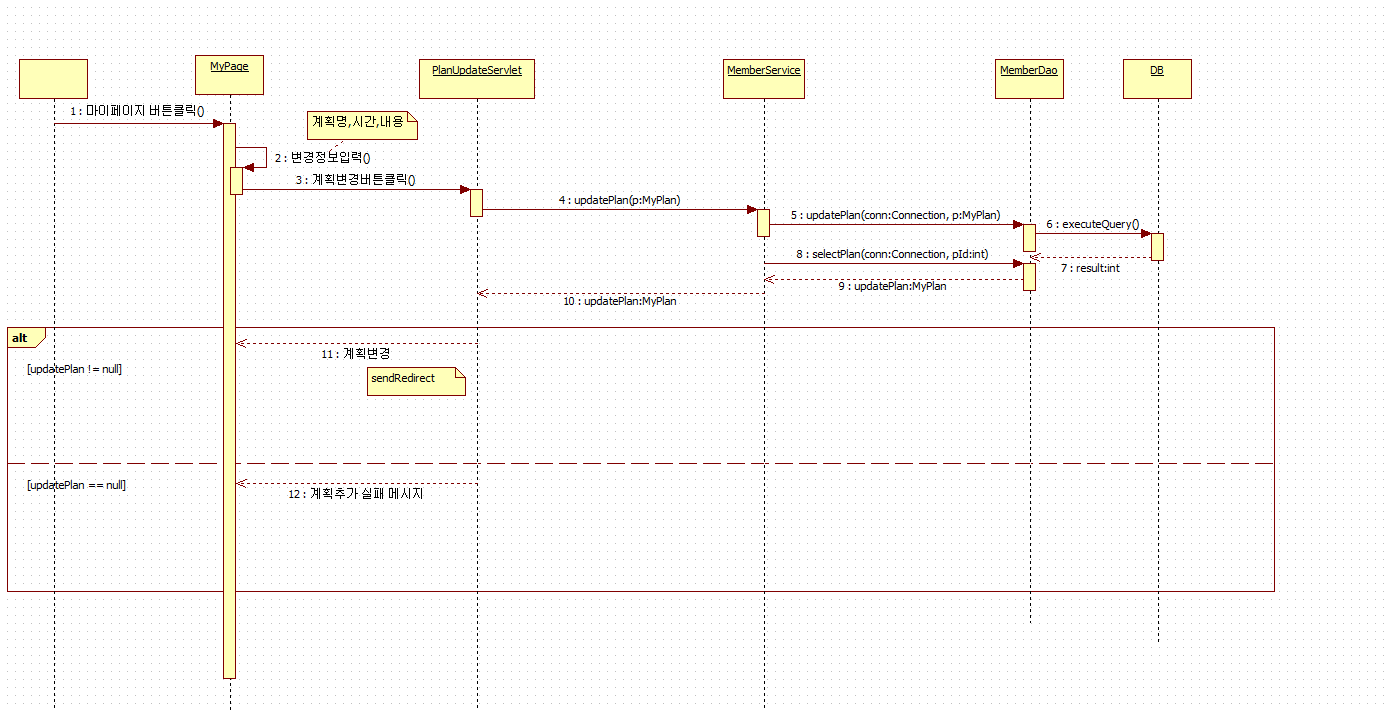 MyPage
PlanUpdateServlet
MemberService
MemberDao
DB
1 : 마이페이지 버튼클릭()
계획명,시간,내용
2 : 변경정보입력()
3 : 계획변경버튼클릭()
4 : updatePlan(p:MyPlan)
5 : updatePlan(conn:Connection, p:MyPlan)
6 : executeQuery()
8 : selectPlan(conn:Connection, pId:int)
7 : result:int
9 : updatePlan:MyPlan
10 : updatePlan:MyPlan
alt
11 : 계획변경
[updatePlan != null]
sendRedirect
[updatePlan == null]
12 : 계획추가 실패 메시지